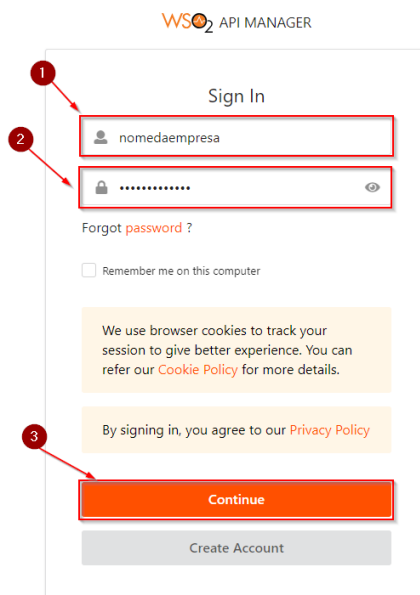 WSO2 API MANAGER
1
Sign In
nomedaempresa
2
•••••••••••••
Forgot password ?
Remember me on this computer
We use browser cookies to track your
session to give better experience. You can
refer our Cookie Policy for more details.
By signing in, you agree to our Privacy Policy
3
Continue
Create Account